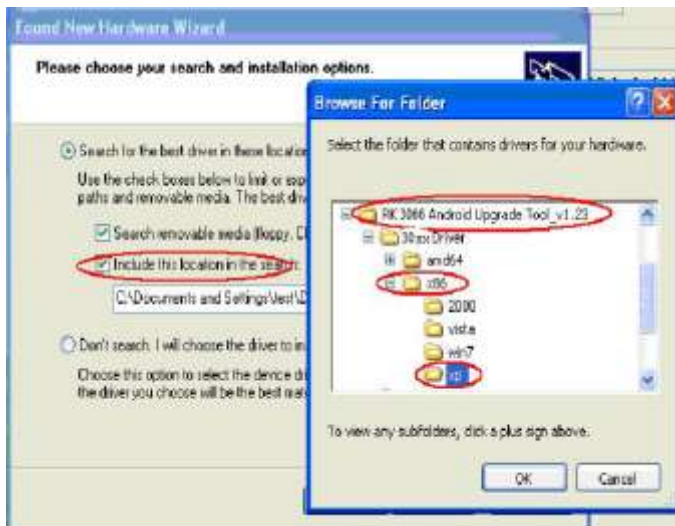 Found New Hardware Wizard
Please choose your search and installation options.
Search for the best driver in these locatio
Use the check boxes below to limit or exp
paths and removable media. The best driv
Search removable media (floppy, C
Include this location in the search:
C:\Documents and Settings\test\D
Don't search. I will choose the driver to in
Choose this option to select the device dr
the driver you choose will be the best mat
Browse For Folder
Select the folder that contains drivers for your hardware.
RK3066 Android Upgrade Tool_v1.23
30xx Driver
amd64
x86
2000
vista
win7
xp
To view any subfolders, click a plus sign above.
OK
Cancel